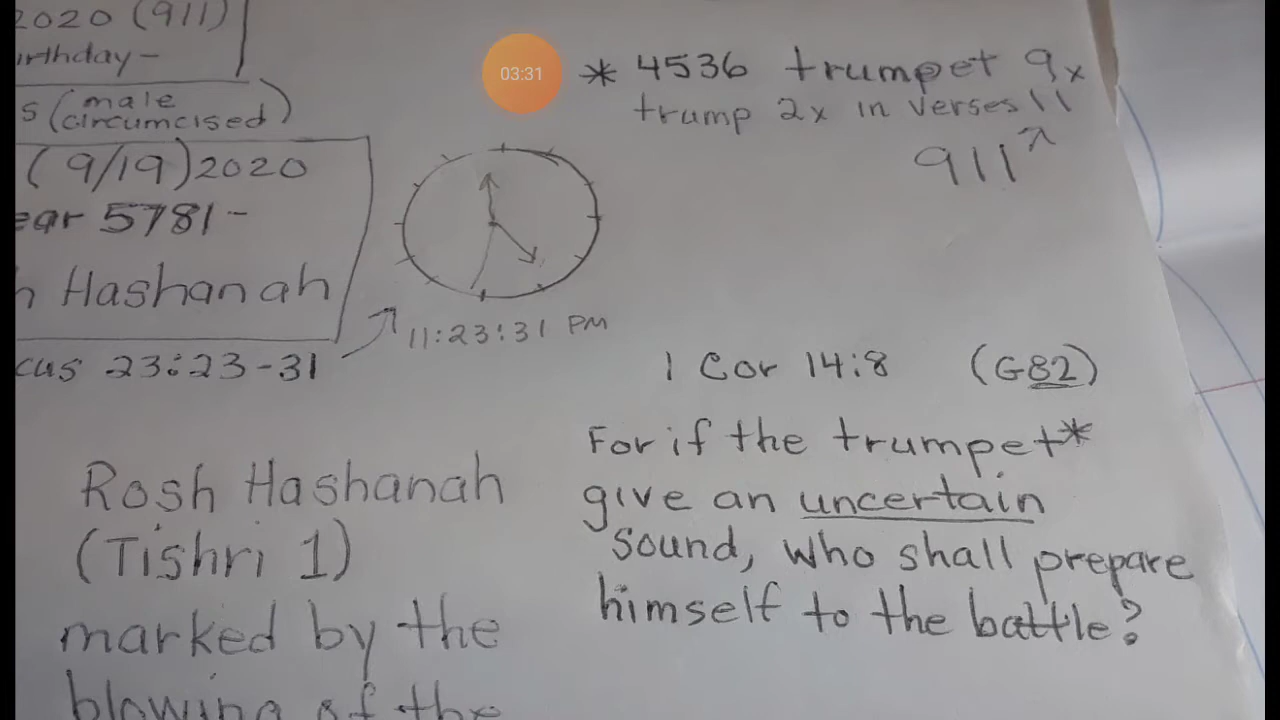 2020 (911)
irthday-
s (male
circumcised)
(9/19) 2020
ear 5781-
h Hashanah
cus 23:23-31
03:31
* 4536 trumpet 9x
trump 2x in verses 11
911
11:23:31 PM
1 Cor 14:8 (G82)
For if the trumpet*
give an uncertain
sound, who shall prepare
himself to the battle?
Rosh Hashanah
(Tishri 1)
marked by the
blowing of the